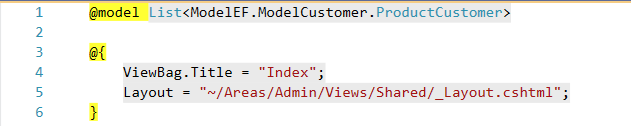 1 @model List<ModelEF.ModelCustomer.ProductCustomer>
2
3 @{
4 ViewBag.Title = "Index";
5 Layout = "~/Areas/Admin/Views/Shared/_Layout.cshtml";
6 }